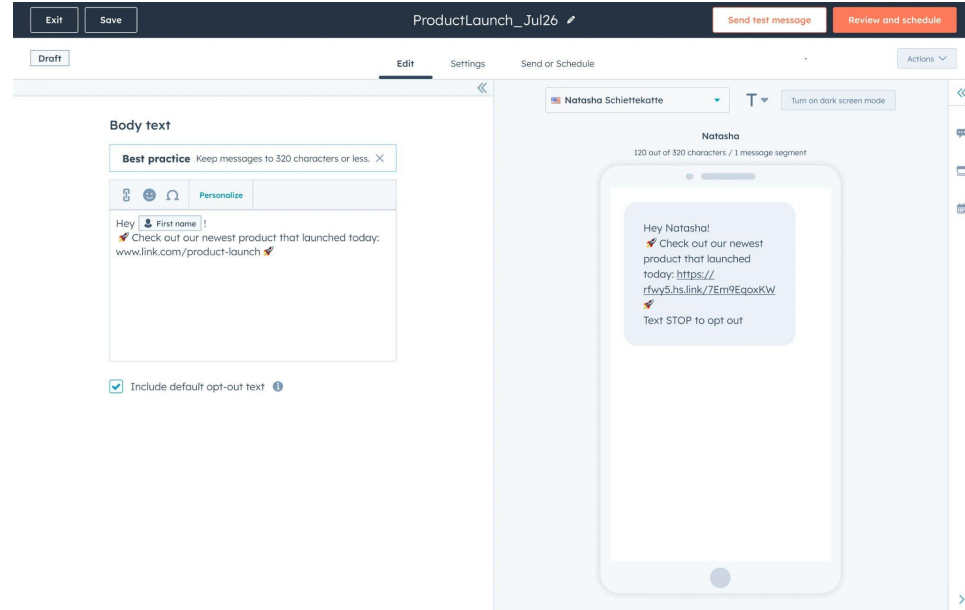 Exit
Save
ProductLaunch_Jul26
Send test message
Review and schedule
Draft
Edit
Settings
Send or Schedule
Actions
Body text
Best practice Keep messages to 320 characters or less.
Personalize
Hey First name !
🚀 Check out our newest product that launched today:
www.link.com/product-launch 🚀
Include default opt-out text
Natasha Schiettekatte
Turn on dark screen mode
Natasha
120 out of 320 characters / 1 message segment
Hey Natasha!
🚀 Check out our newest
product that launched
today: https://
rfwy5.hs.link/7Em9EqoxKW
🚀
Text STOP to opt out